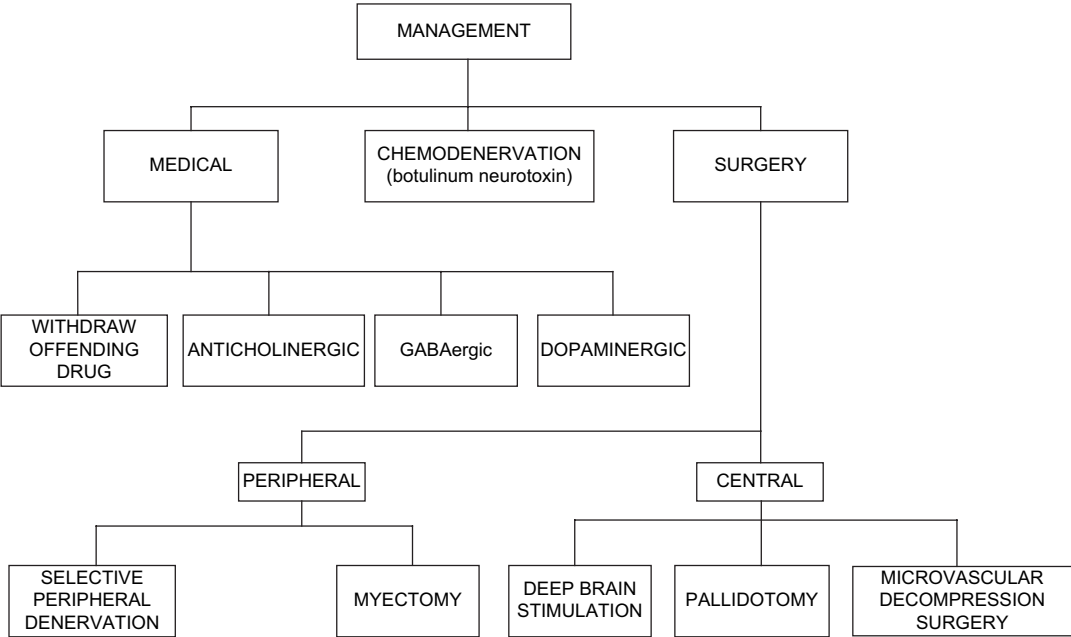 MANAGEMENT
MEDICAL
CHEMODENERVATION
(botulinum neurotoxin)
SURGERY
WITHDRAW
OFFENDING
DRUG
ANTICHOLINERGIC
GABAergic
DOPAMINERGIC
PERIPHERAL
CENTRAL
SELECTIVE
PERIPHERAL
DENERVATION
MYECTOMY
DEEP BRAIN
STIMULATION
PALLIDOTOMY
MICROVASCULAR
DECOMPRESSION
SURGERY